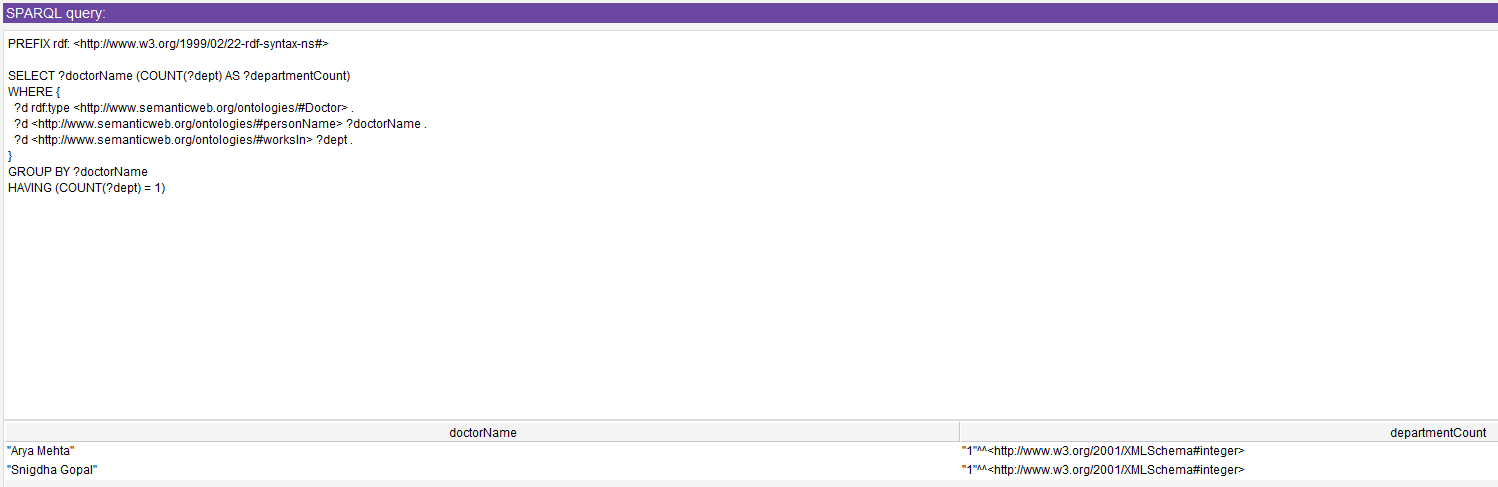 SPARQL query:
PREFIX rdf: <http://www.w3.org/1999/02/22-rdf-syntax-ns#>
SELECT ?doctorName (COUNT(?dept) AS ?departmentCount)
WHERE {
?d rdf:type <http://www.semanticweb.org/ontologies/#Doctor> .
?d <http://www.semanticweb.org/ontologies/#personName> ?doctorName .
?d <http://www.semanticweb.org/ontologies/#worksIn> ?dept .
}
GROUP BY ?doctorName
HAVING (COUNT(?dept) = 1)
doctorName departmentCount
"Arya Mehta" "1"^^<http://www.w3.org/2001/XMLSchema#integer>
"Snigdha Gopal" "1"^^<http://www.w3.org/2001/XMLSchema#integer>